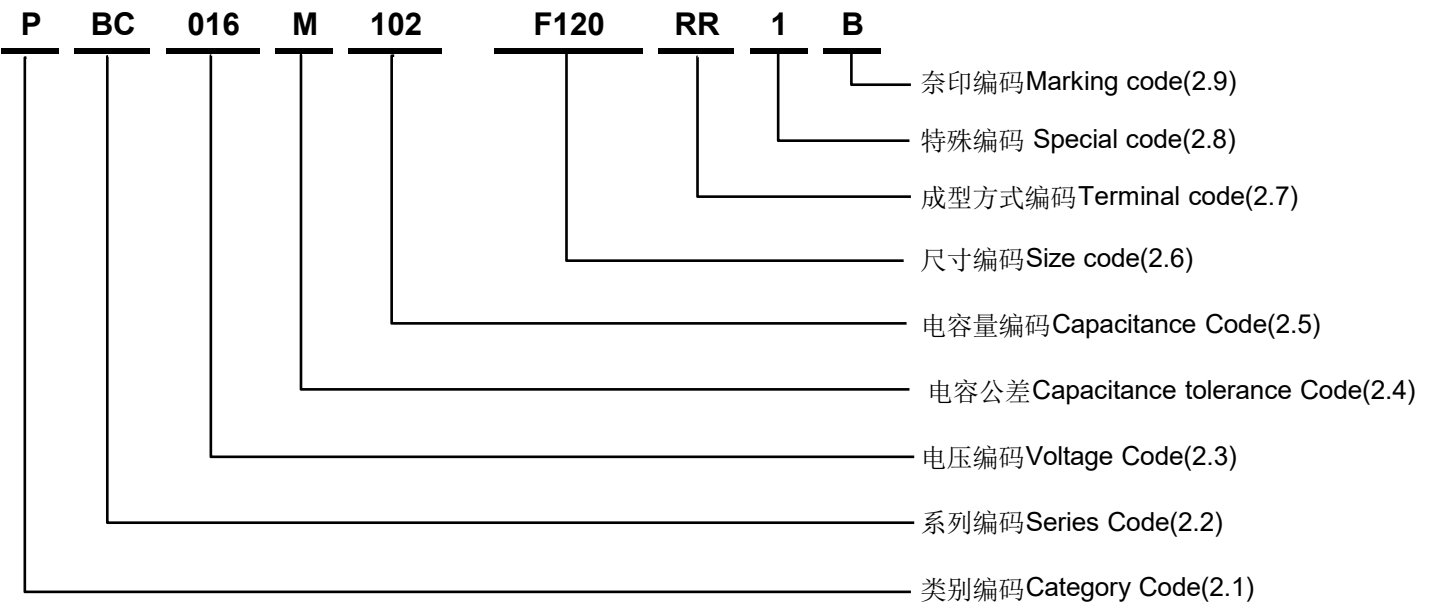 P BC 016 M 102 F120 RR 1 B
奈印编码Marking code(2.9)
特殊编码 Special code(2.8)
成型方式编码Terminal code(2.7)
尺寸编码Size code(2.6)
电容量编码Capacitance Code(2.5)
电容公差Capacitance tolerance Code(2.4)
电压编码Voltage Code(2.3)
系列编码Series Code(2.2)
类别编码Category Code(2.1)